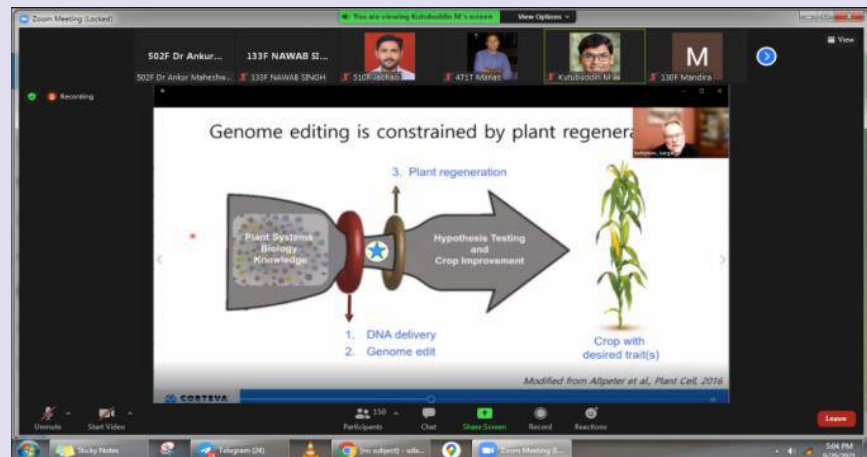 Zoom Meeting (Locked)
You are viewing Kutubuddin M's screen
View Options
View
502F Dr Ankur...
133F NAWAB SI...
M
502F Dr Ankur Maheshw...
133F NAWAB SINGH
471T Manas
Kutubuddin M
130F Mandira
Recording
Genome editing is constrained by plant regenera
3. Plant regeneration
Plant Systems
Biology
Knowledge
Hypothesis Testing
and
Crop Improvement
1. DNA delivery
2. Genome edit
Crop with
desired trait(s)
Modified from Altpeter et al, Plant Cell, 2016
CORTEVA
Unmute
Start Video
150
Participants
Chat
Share Screen
Record
Reactions
Leave
Sticky Notes
Telegram (24)
(no subject) - uda...
Zoom Meeting (L...
5:04 PM